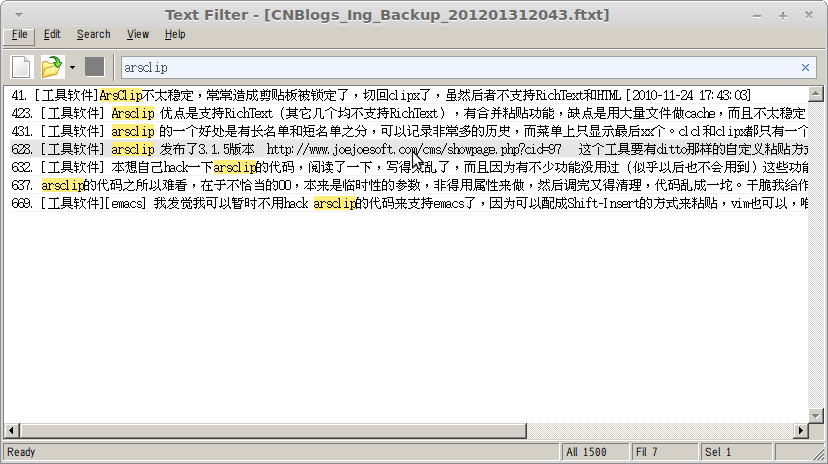 Text Filter - [CNBlogs_Ing_Backup_201201312043.ftxt]
File Edit Search View Help
arsclip
41. [工具软件]ArsClip不太稳定，常常造成剪贴板被锁定了，切回clipx了，虽然后者不支持RichText和HTML [2010-11-24 17:43:03]
423. [工具软件] Arsclip 优点是支持RichText (其它几个均不支持RichText)，有合并粘贴功能，缺点是用大量文件做cache，而且不太稳定
431. [工具软件] arsclip 的一个好处是有长名单和短名单之分，可以记录非常多的历史，而菜单上只显示最后xx个。clcl和clipx都只有一个
628. [工具软件] arsclip 发布了3.1.5版本 http://www.joejoesoft.com/cms/showpage.php?cid=97 这个工具要有ditto那样的自定义粘贴方式
632. [工具软件] 本想自己hack一下arsclip的代码，阅读了一下，写得太乱了，而且因为有不少功能没用过 (似乎以后也不会用到) 这些功能
637. arsclip的代码之所以难看，在于不恰当的OO，本来是临时性的参数，非得用属性来做，然后调完又得清理，代码乱成一坨。干脆我给作
669. [工具软件][emacs] 我发觉我可以暂时不用hack arsclip的代码来支持emacs了，因为可以配成Shift-Insert的方式来粘贴，vim也可以，唯
Ready All 1500 Fil 7 Sel 1